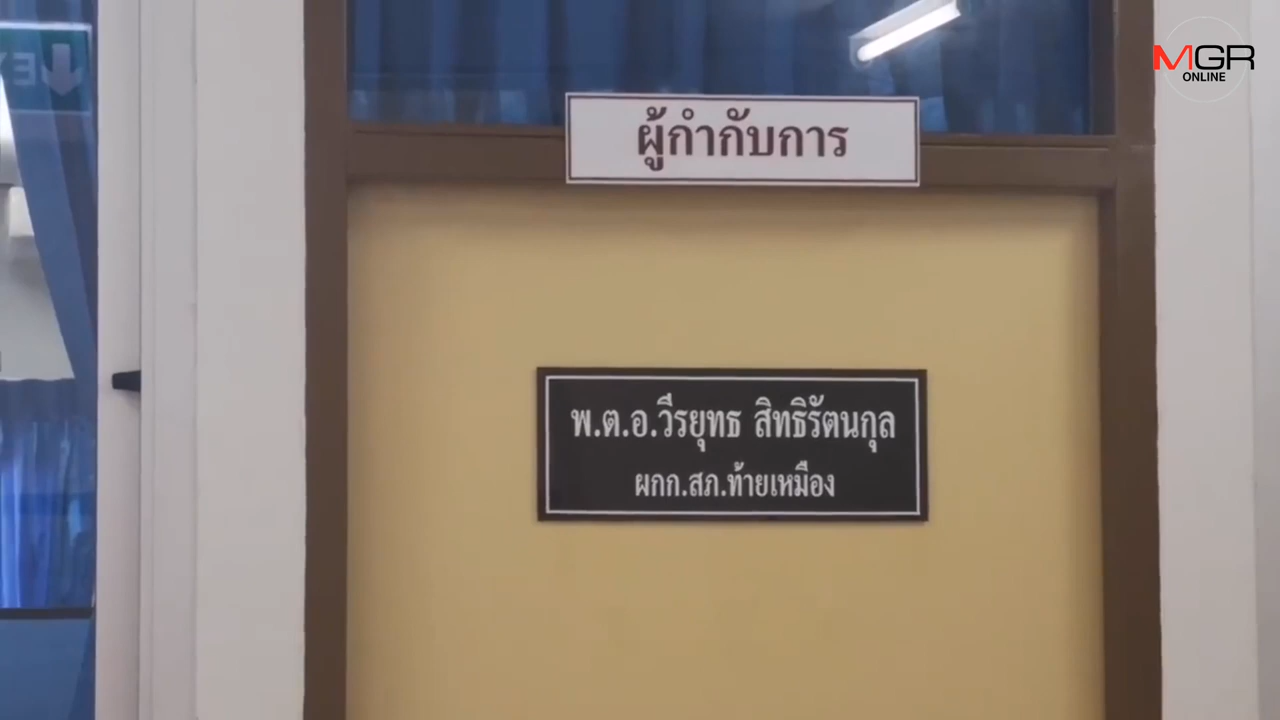 MGR
ONLINE
ผู้กำกับการ
พ.ต.อ.วีรยุทธ สิทธิรัตนกุล
ผกก.สภ.ท้ายเหมือง